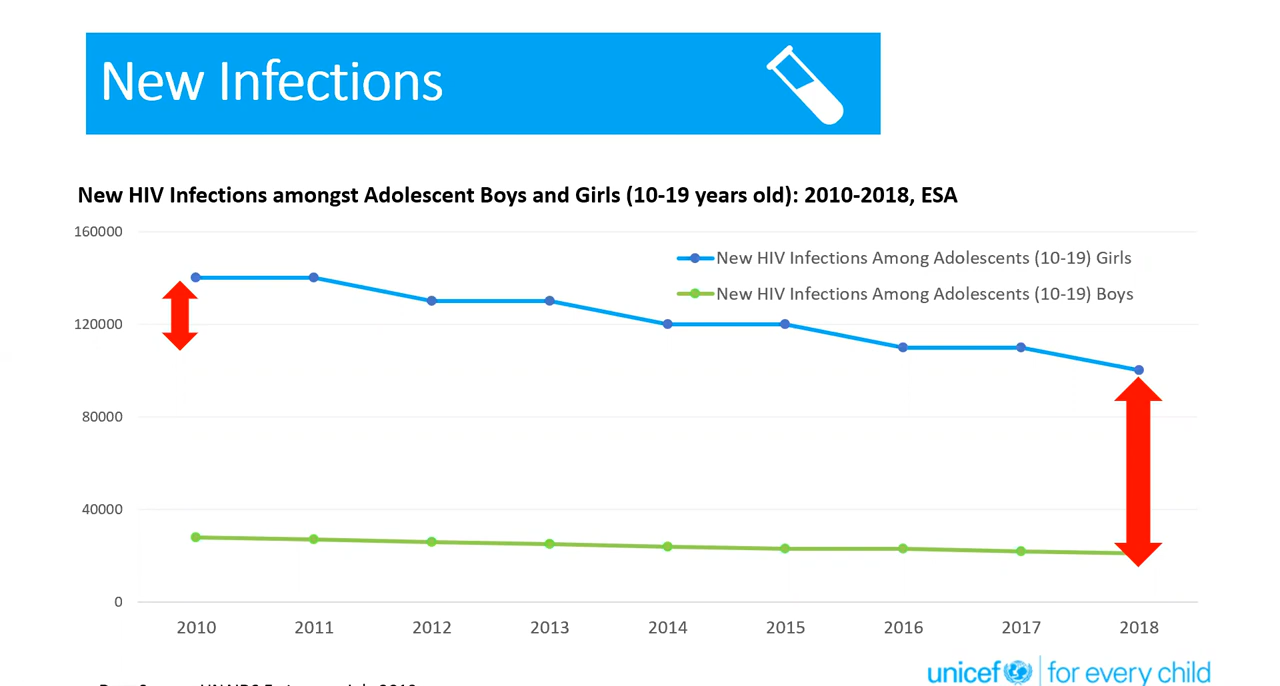 New Infections
New HIV Infections amongst Adolescent Boys and Girls (10-19 years old): 2010-2018, ESA
160000
New HIV Infections Among Adolescents (10-19) Girls
New HIV Infections Among Adolescents (10-19) Boys
120000
80000
40000
0
2010 2011 2012 2013 2014 2015 2016 2017 2018
unicef for every child